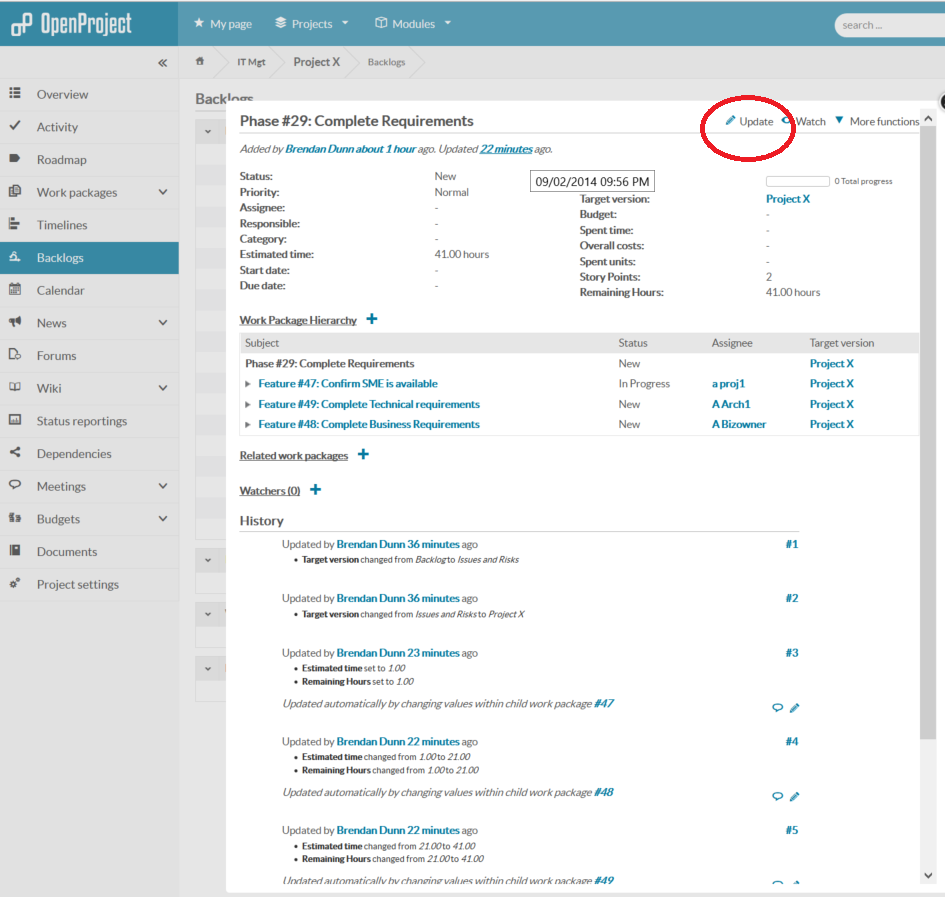 OpenProject
My page
Projects
Modules
search ...
IT Mgt
Project X
Backlogs
Overview
Activity
Roadmap
Work packages
Timelines
Backlogs
Calendar
News
Forums
Wiki
Status reportings
Dependencies
Meetings
Budgets
Documents
Project settings
Backlogs
Phase #29: Complete Requirements
Update
Watch
More functions
Added by Brendan Dunn about 1 hour ago. Updated 22 minutes ago.
09/02/2014 09:56 PM
Status: New
Priority: Normal
Assignee: -
Responsible: -
Category: -
Estimated time: 41.00 hours
Start date: -
Due date: -
0 Total progress
Target version: Project X
Budget: -
Spent time: -
Overall costs: -
Spent units: -
Story Points: 2
Remaining Hours: 41.00 hours
Work Package Hierarchy
Subject Status Assignee Target version
Phase #29: Complete Requirements New Project X
Feature #47: Confirm SME is available In Progress a proj1 Project X
Feature #49: Complete Technical requirements New A Arch1 Project X
Feature #48: Complete Business Requirements New A Bizowner Project X
Related work packages
Watchers (0)
History
Updated by Brendan Dunn 36 minutes ago #1
Target version changed from Backlog to Issues and Risks
Updated by Brendan Dunn 36 minutes ago #2
Target version changed from Issues and Risks to Project X
Updated by Brendan Dunn 23 minutes ago #3
Estimated time set to 1.00
Remaining Hours set to 1.00
Updated automatically by changing values within child work package #47
Updated by Brendan Dunn 22 minutes ago #4
Estimated time changed from 1.00 to 21.00
Remaining Hours changed from 1.00 to 21.00
Updated automatically by changing values within child work package #48
Updated by Brendan Dunn 22 minutes ago #5
Estimated time changed from 21.00 to 41.00
Remaining Hours changed from 21.00 to 41.00
Updated automatically by changing values within child work package #49